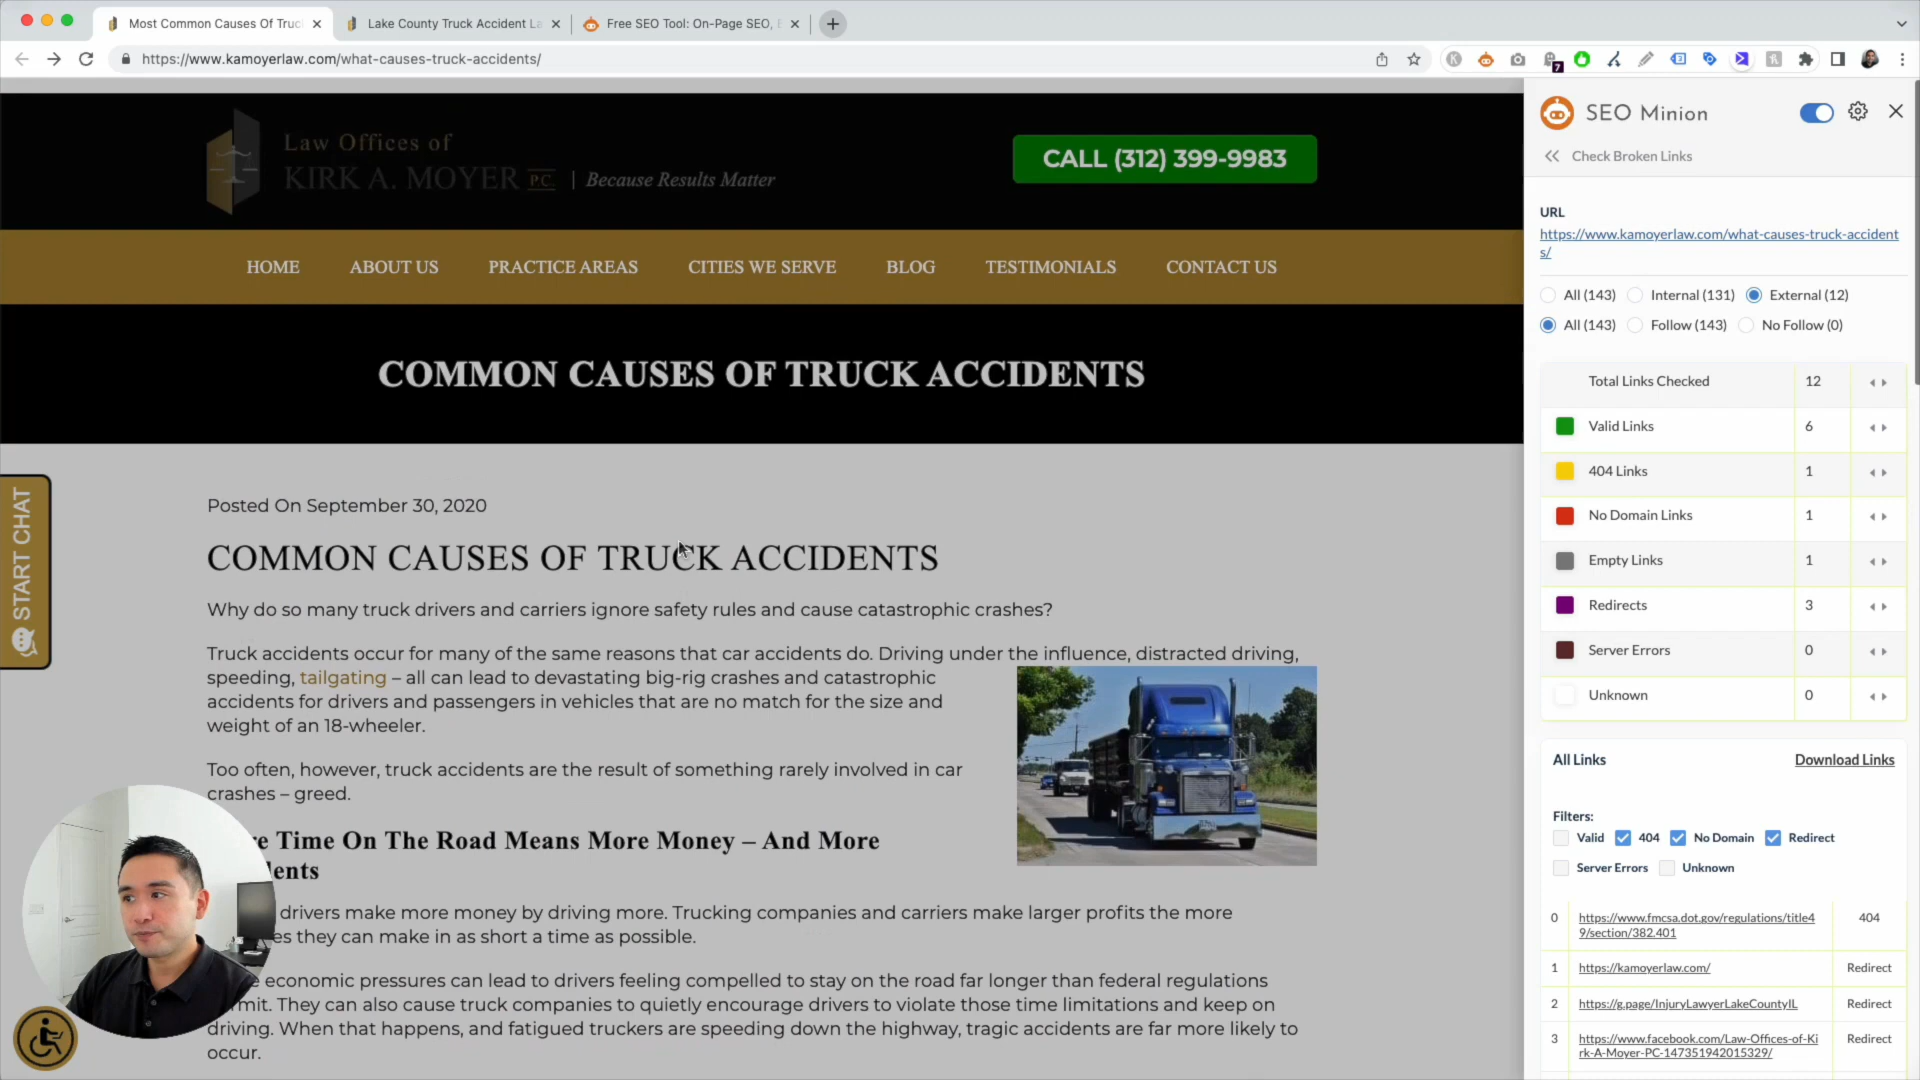 Most Common Causes Of Truc
Lake County Truck Accident La
Free SEO Tool: On-Page SEO,
https://www.kamoyerlaw.com/what-causes-truck-accidents/
7
Law Offices of
KIRK A. MOYER P.C. | Because Results Matter
CALL (312) 399-9983
HOME ABOUT US PRACTICE AREAS CITIES WE SERVE BLOG TESTIMONIALS CONTACT US
COMMON CAUSES OF TRUCK ACCIDENTS
START CHAT
Posted On September 30, 2020
COMMON CAUSES OF TRUCK ACCIDENTS
Why do so many truck drivers and carriers ignore safety rules and cause catastrophic crashes?
Truck accidents occur for many of the same reasons that car accidents do. Driving under the influence, distracted driving,
speeding, tailgating – all can lead to devastating big-rig crashes and catastrophic
accidents for drivers and passengers in vehicles that are no match for the size and
weight of an 18-wheeler.
Too often, however, truck accidents are the result of something rarely involved in car
crashes – greed.
Time On The Road Means More Money – And More
drivers make more money by driving more. Trucking companies and carriers make larger profits the more
they can make in as short a time as possible.
economic pressures can lead to drivers feeling compelled to stay on the road far longer than federal regulations
They can also cause truck companies to quietly encourage drivers to violate those time limitations and keep on
driving. When that happens, and fatigued truckers are speeding down the highway, tragic accidents are far more likely to
occur.
SEO Minion
Check Broken Links
URL
https://www.kamoyerlaw.com/what-causes-truck-accident
s/
All (143) Internal (131) External (12)
All (143) Follow (143) No Follow (0)
Total Links Checked 12
Valid Links 6
404 Links 1
No Domain Links 1
Empty Links 1
Redirects 3
Server Errors 0
Unknown 0
All Links Download Links
Filters:
Valid 404 No Domain Redirect
Server Errors Unknown
0 https://www.fmcsa.dot.gov/regulations/title4 404
9/section/382.401
1 https://kamoyerlaw.com/ Redirect
2 https://g.page/InjuryLawyerLakeCountyIL Redirect
3 https://www.facebook.com/Law-Offices-of-Ki Redirect
rk-A-Moyer-PC-147351942015329/